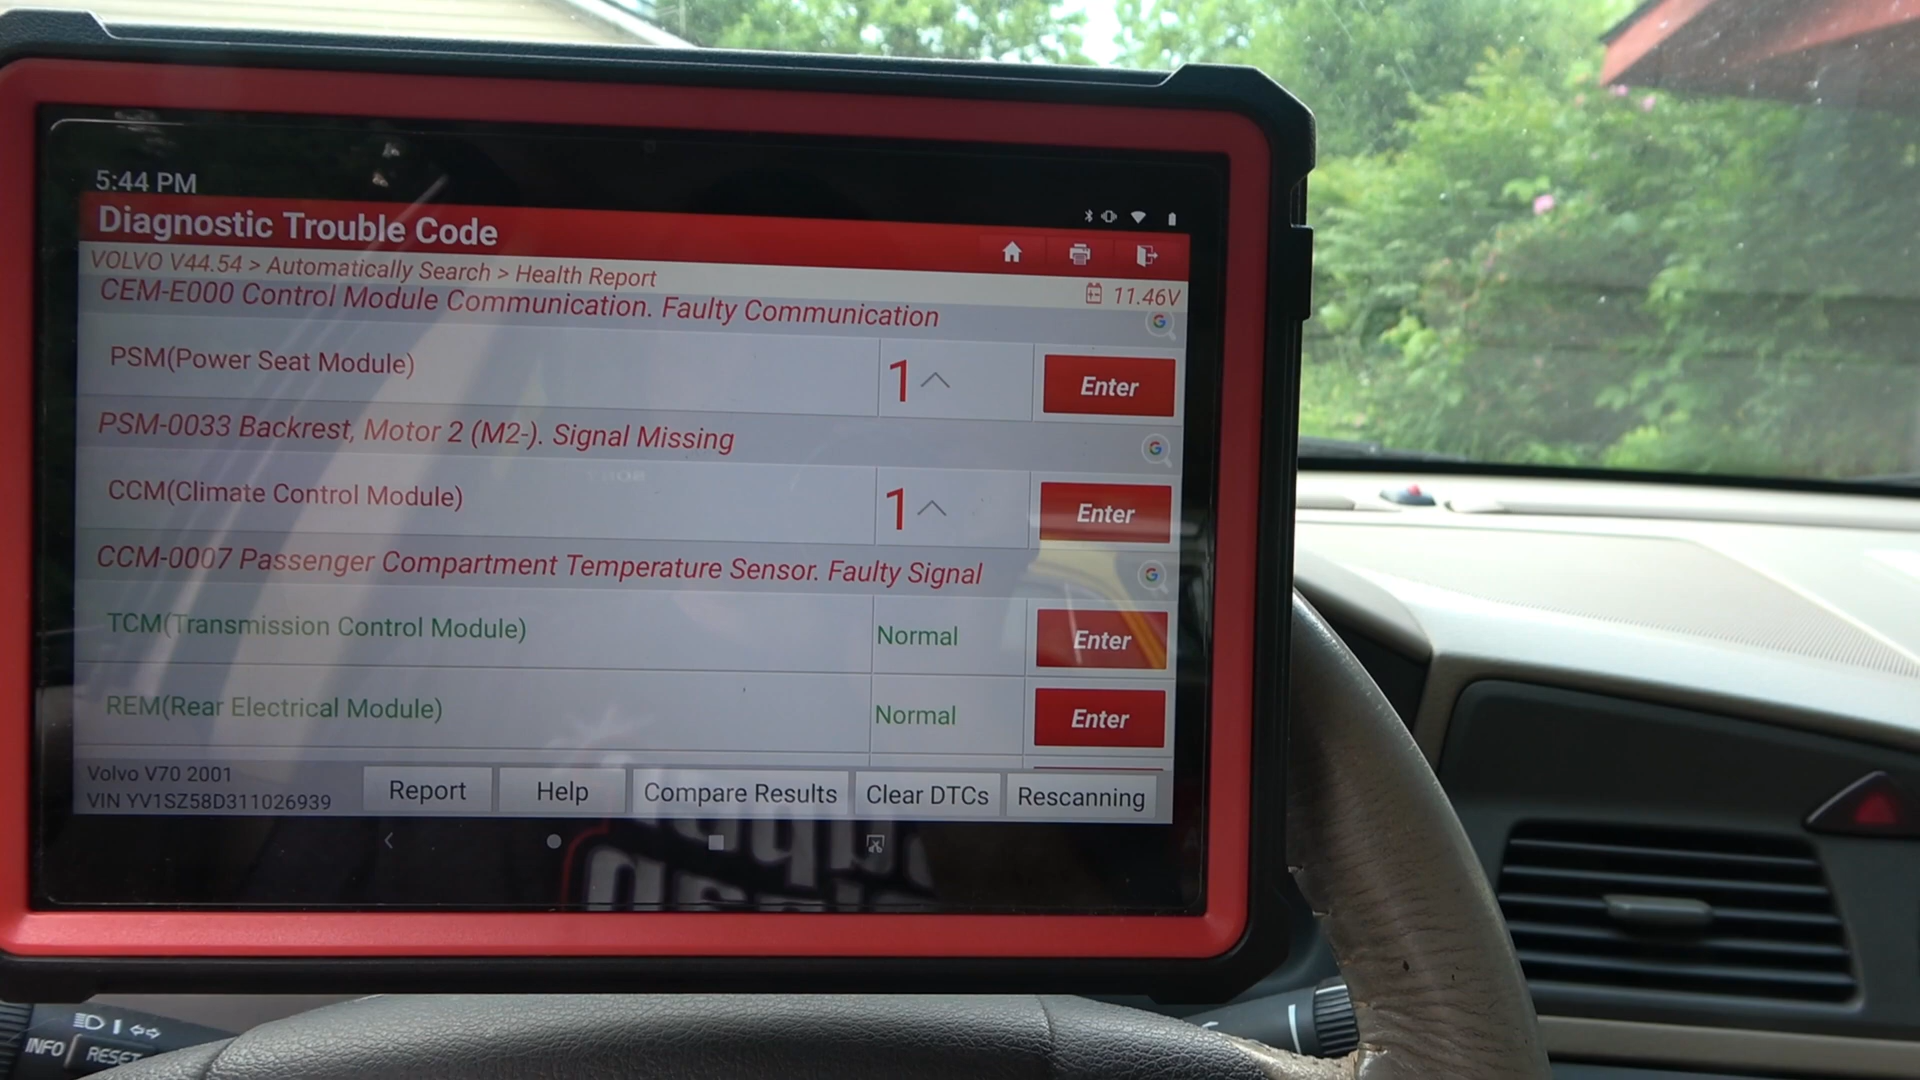 5:44 PM
Diagnostic Trouble Code
VOLVO V44.54 > Automatically Search > Health Report
11.46V
CEM-E000 Control Module Communication. Faulty Communication
PSM(Power Seat Module)
1
Enter
PSM-0033 Backrest, Motor 2 (M2-). Signal Missing
CCM(Climate Control Module)
1
Enter
CCM-0007 Passenger Compartment Temperature Sensor. Faulty Signal
TCM(Transmission Control Module)
Normal
Enter
REM(Rear Electrical Module)
Normal
Enter
Volvo V70 2001
VIN YV1SZ58D311026939
Report
Help
Compare Results
Clear DTCs
Rescanning
INFO
RESET